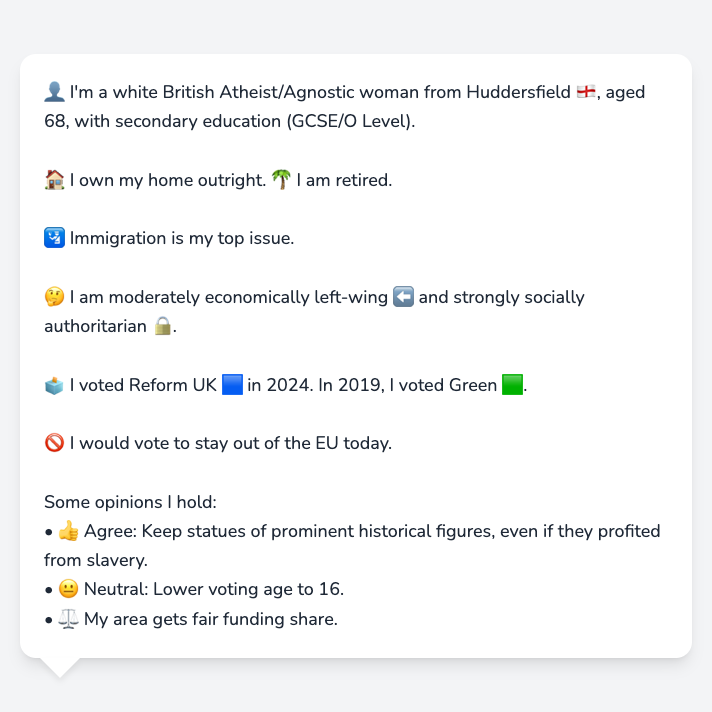 👤 I'm a white British Atheist/Agnostic woman from Huddersfield 🏴󠁧󠁢󠁥󠁮󠁧󠁿, aged
68, with secondary education (GCSE/O Level).
🏠 I own my home outright. 🌴 I am retired.
🛂 Immigration is my top issue.
🤔 I am moderately economically left-wing ⬅️ and strongly socially
authoritarian 🔒.
🗳️ I voted Reform UK 🟦 in 2024. In 2019, I voted Green 🟩.
🚫 I would vote to stay out of the EU today.
Some opinions I hold:
• 👍 Agree: Keep statues of prominent historical figures, even if they profited
from slavery.
• 😐 Neutral: Lower voting age to 16.
• ⚖️ My area gets fair funding share.